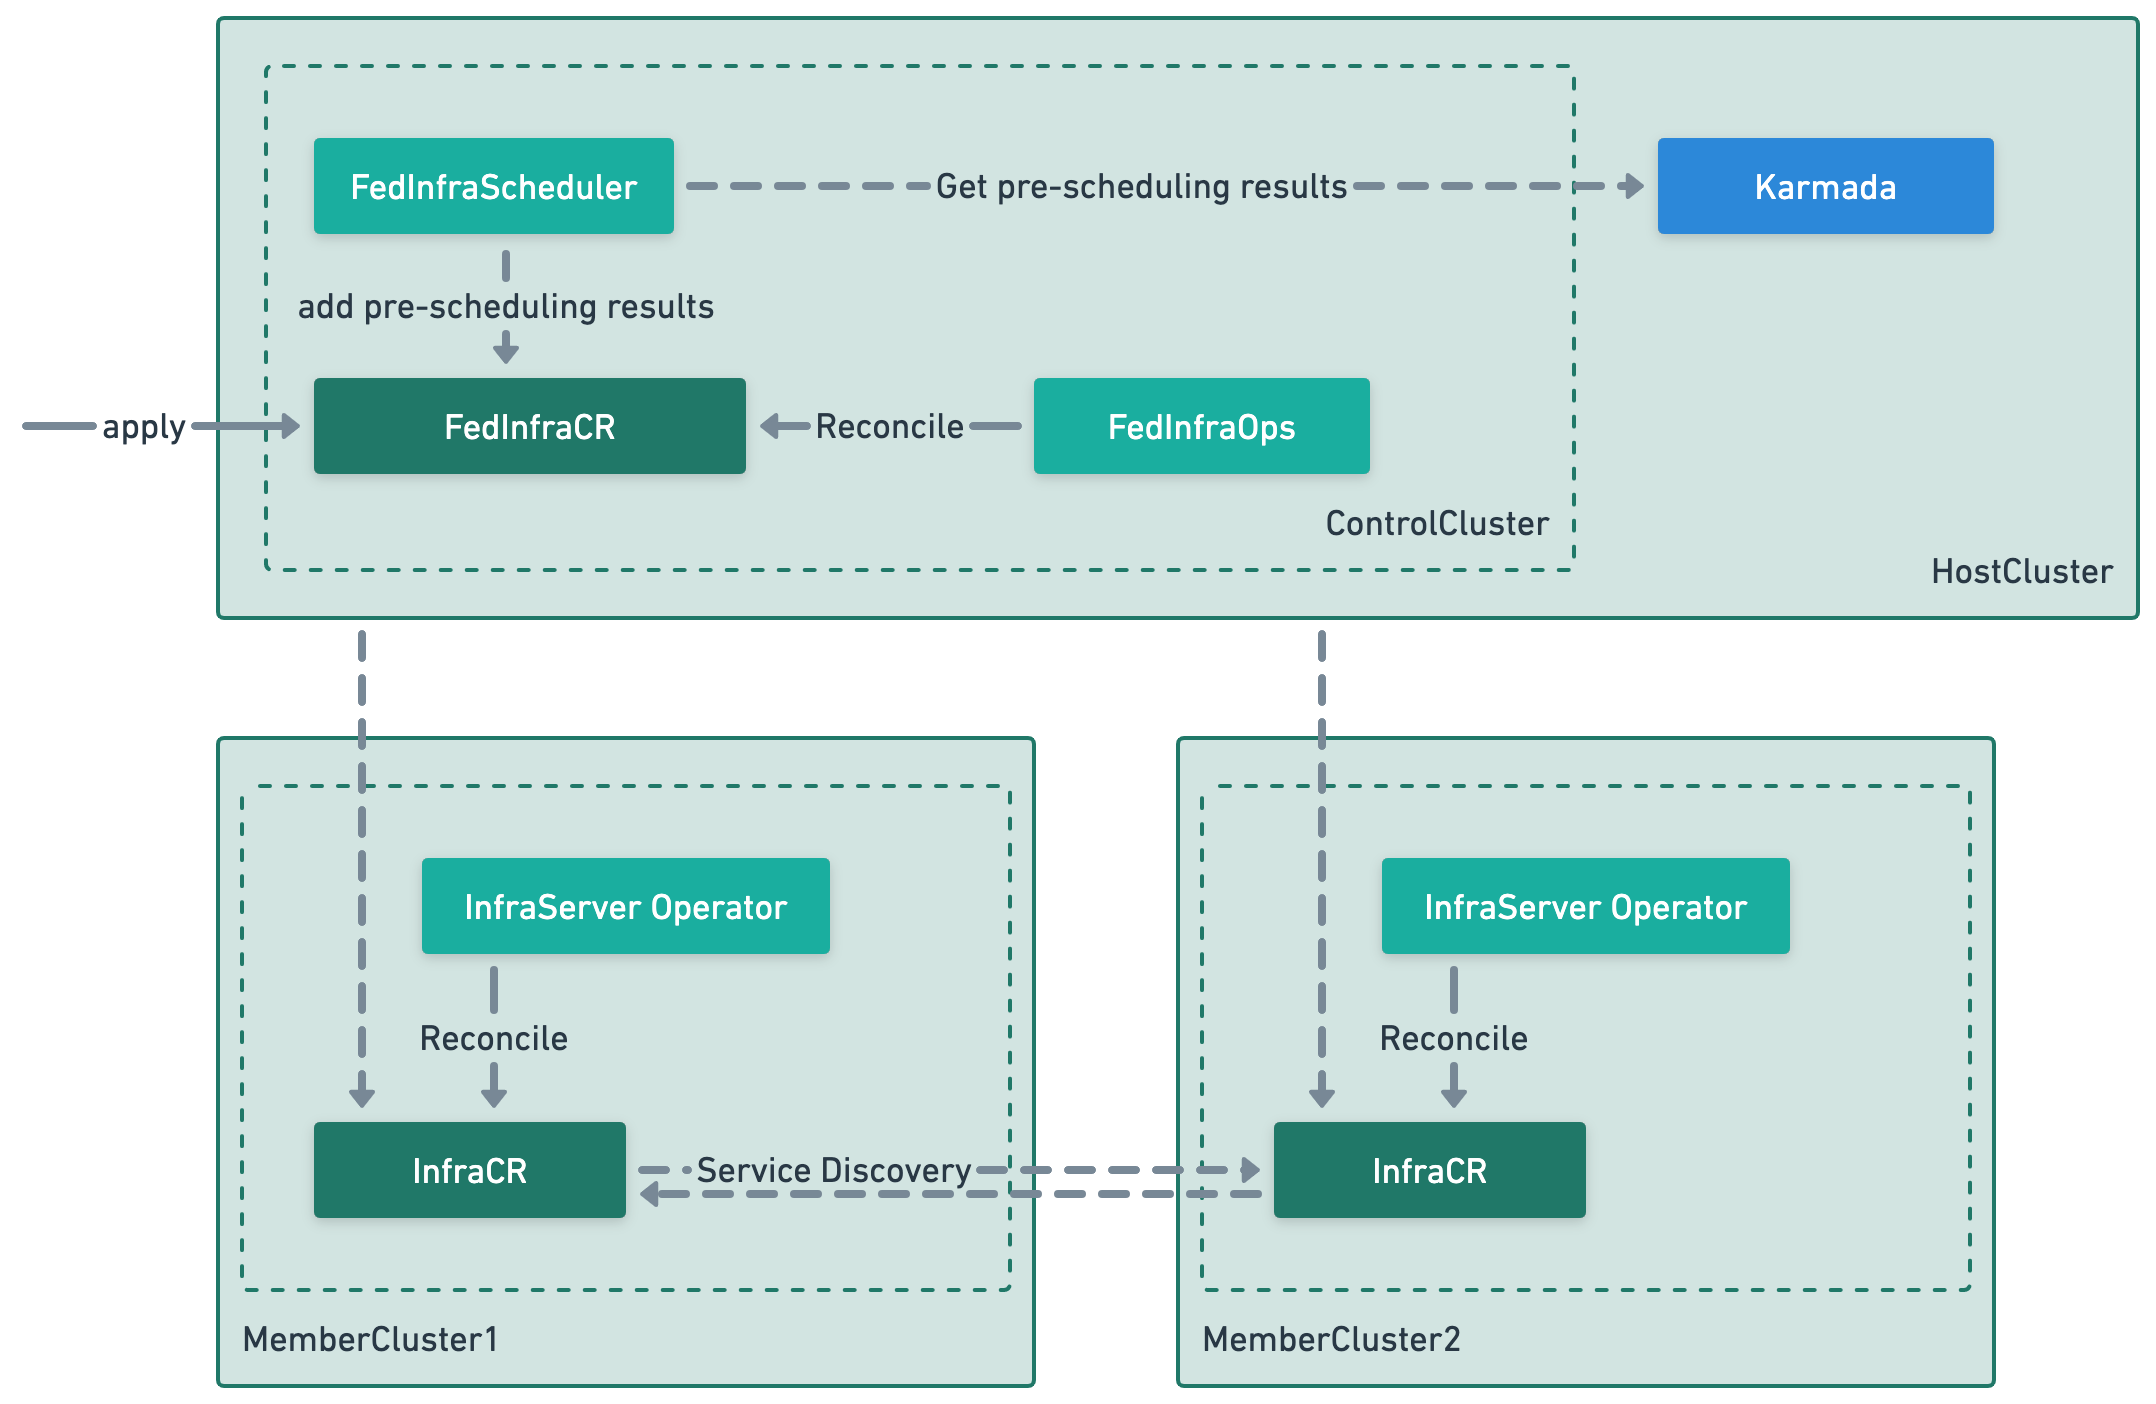 FedInfraScheduler
Get pre-scheduling results
Karmada
add pre-scheduling results
apply
FedInfraCR
Reconcile
FedInfraOps
ControlCluster
HostCluster
InfraServer Operator
InfraServer Operator
Reconcile
Reconcile
InfraCR
Service Discovery
InfraCR
MemberCluster1
MemberCluster2